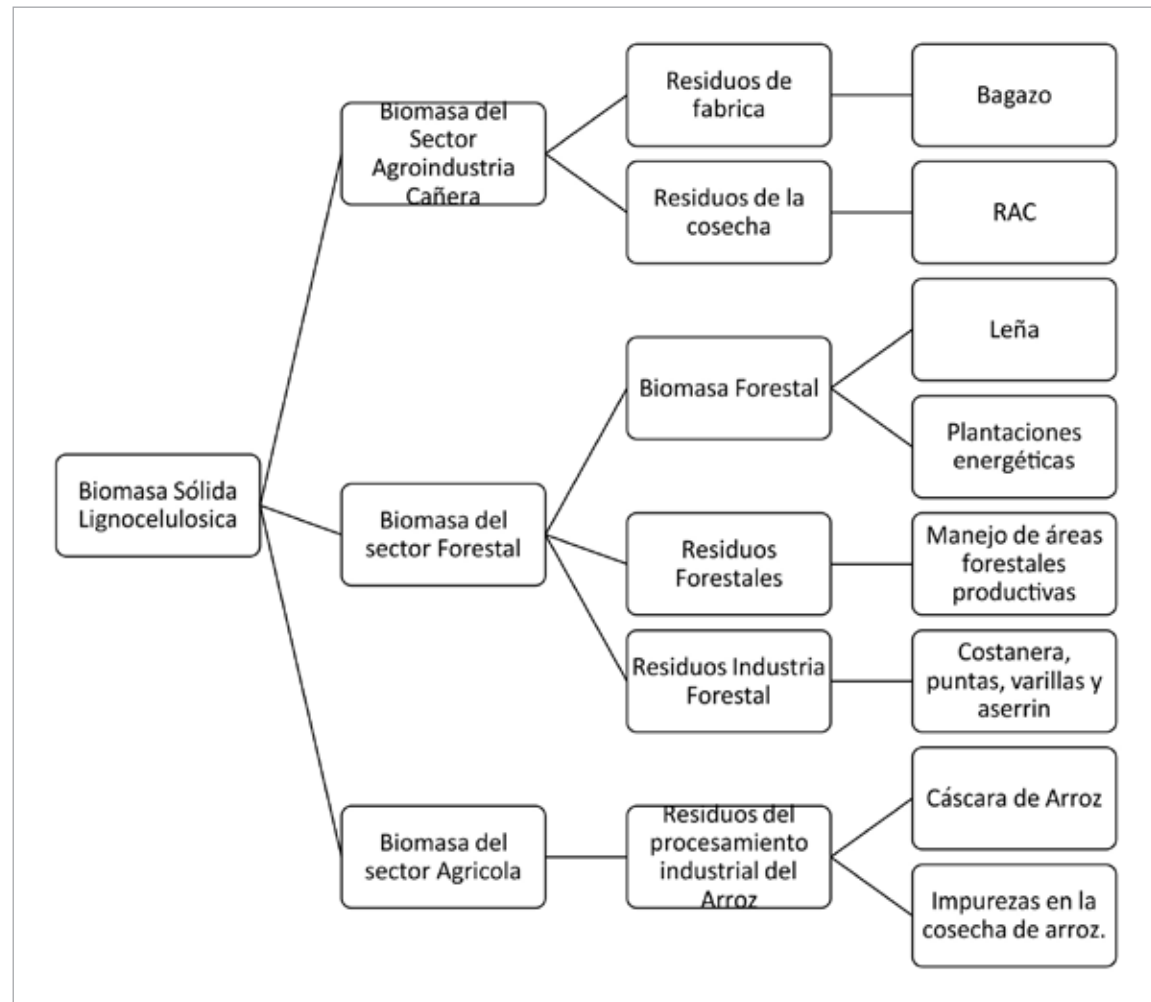 Biomasa Sólida
Lignocelulosica
Biomasa del
Sector
Agroindustria
Cañera
Residuos de
fabrica
Bagazo
Residuos de la
cosecha
RAC
Biomasa del
sector Forestal
Biomasa Forestal
Leña
Plantaciones
energéticas
Residuos
Forestales
Manejo de áreas
forestales
productivas
Residuos Industria
Forestal
Costanera,
puntas, varillas y
aserrin
Biomasa del
sector Agricola
Residuos del
procesamiento
industrial del
Arroz
Cáscara de Arroz
Impurezas en la
cosecha de arroz.